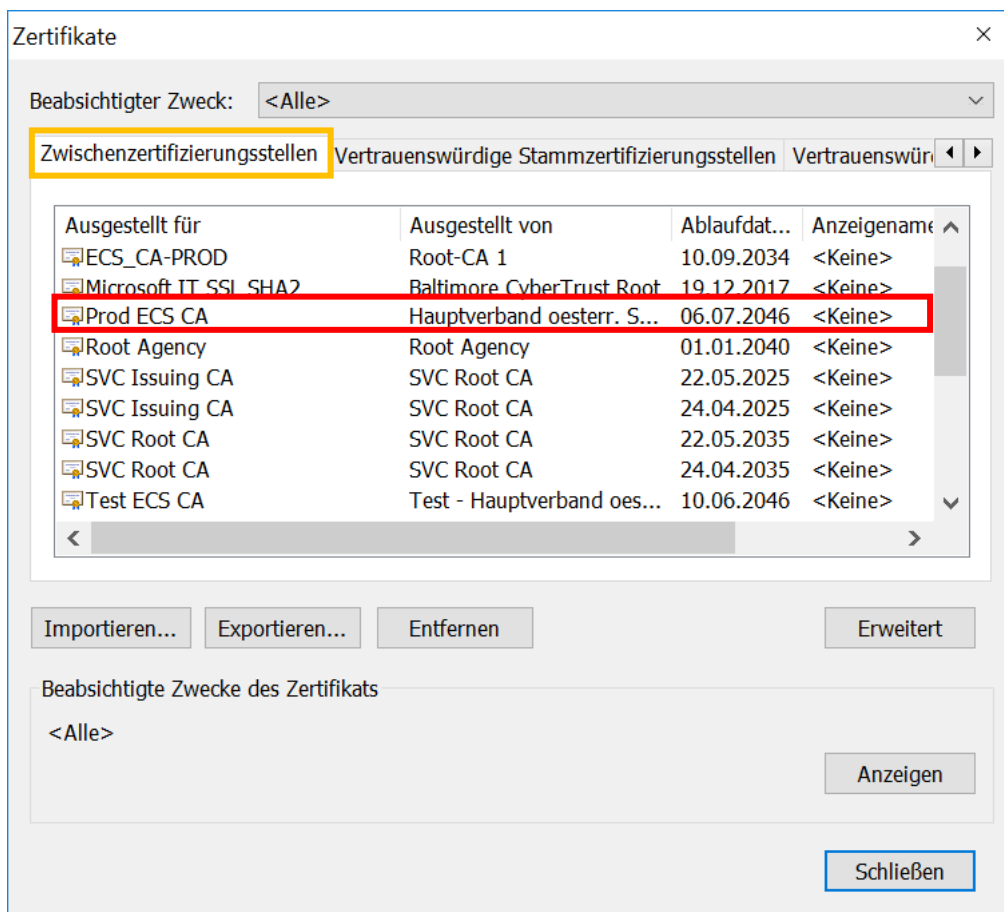 Zertifikate
Beabsichtigter Zweck: <Alle>
Zwischenzertifizierungsstellen Vertrauenswürdige Stammzertifizierungsstellen Vertrauenswür
Ausgestellt für Ausgestellt von Ablaufdat... Anzeigename
ECS_CA-PROD Root-CA 1 10.09.2034 <Keine>
Microsoft IT SSL SHA2 Baltimore CyberTrust Root 19.12.2017 <Keine>
Prod ECS CA Hauptverband oesterr. S... 06.07.2046 <Keine>
Root Agency Root Agency 01.01.2040 <Keine>
SVC Issuing CA SVC Root CA 22.05.2025 <Keine>
SVC Issuing CA SVC Root CA 24.04.2025 <Keine>
SVC Root CA SVC Root CA 22.05.2035 <Keine>
SVC Root CA SVC Root CA 24.04.2035 <Keine>
Test ECS CA Test - Hauptverband oes... 10.06.2046 <Keine>
Importieren... Exportieren... Entfernen Erweitert
Beabsichtigte Zwecke des Zertifikats
<Alle>
Anzeigen
Schließen